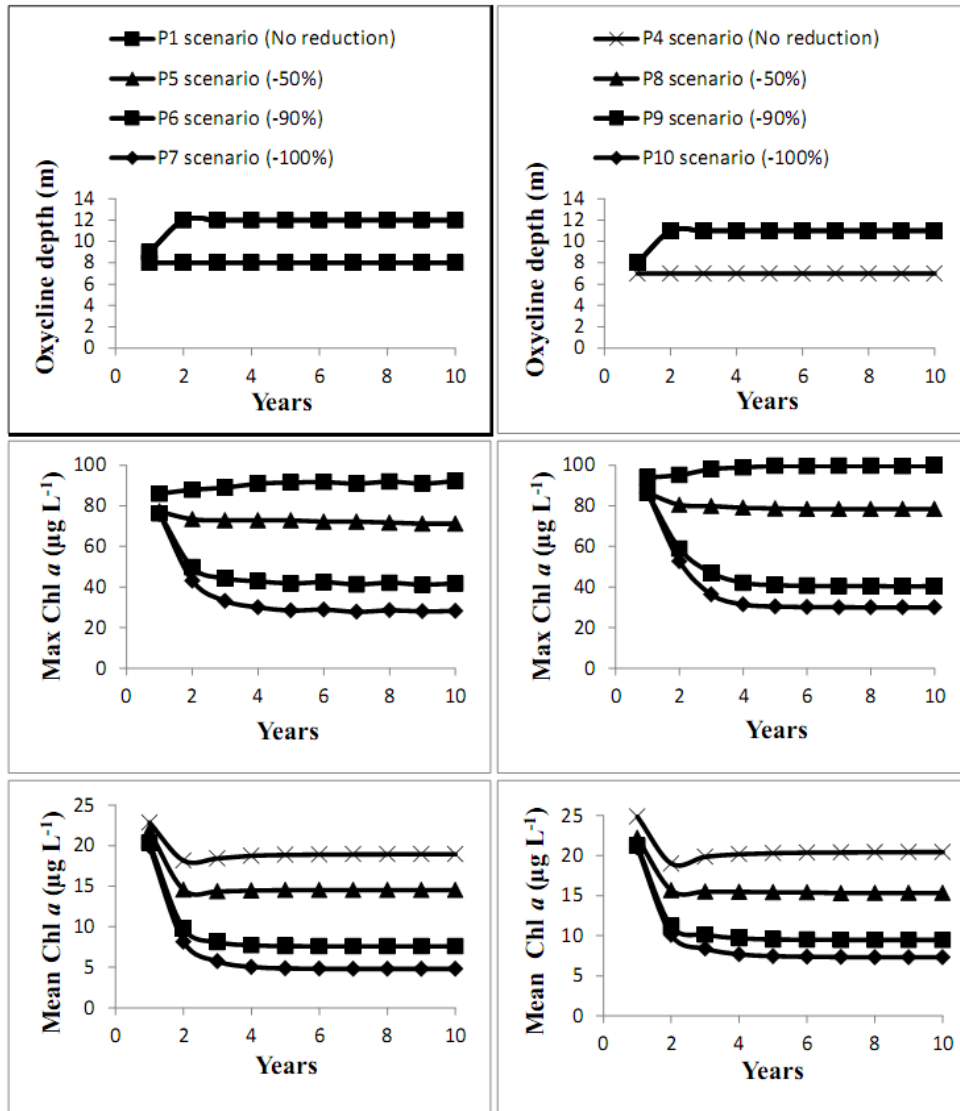 P1 scenario (No reduction)
P5 scenario (-50%)
P6 scenario (-90%)
P7 scenario (-100%)
Oxycline depth (m)
14
12
10
8
6
4
2
0
0 2 4 6 8 10
Years
P4 scenario (No reduction)
P8 scenario (-50%)
P9 scenario (-90%)
P10 scenario (-100%)
Oxycline depth (m)
14
12
10
8
6
4
2
0
0 2 4 6 8 10
Years
Max Chl a (µg L⁻¹)
100
80
60
40
20
0
0 2 4 6 8 10
Years
Max Chl a (µg L⁻¹)
100
80
60
40
20
0
0 2 4 6 8 10
Years
Mean Chl a (µg L⁻¹)
25
20
15
10
5
0
0 2 4 6 8 10
Years
Mean Chl a (µg L⁻¹)
25
20
15
10
5
0
0 2 4 6 8 10
Years